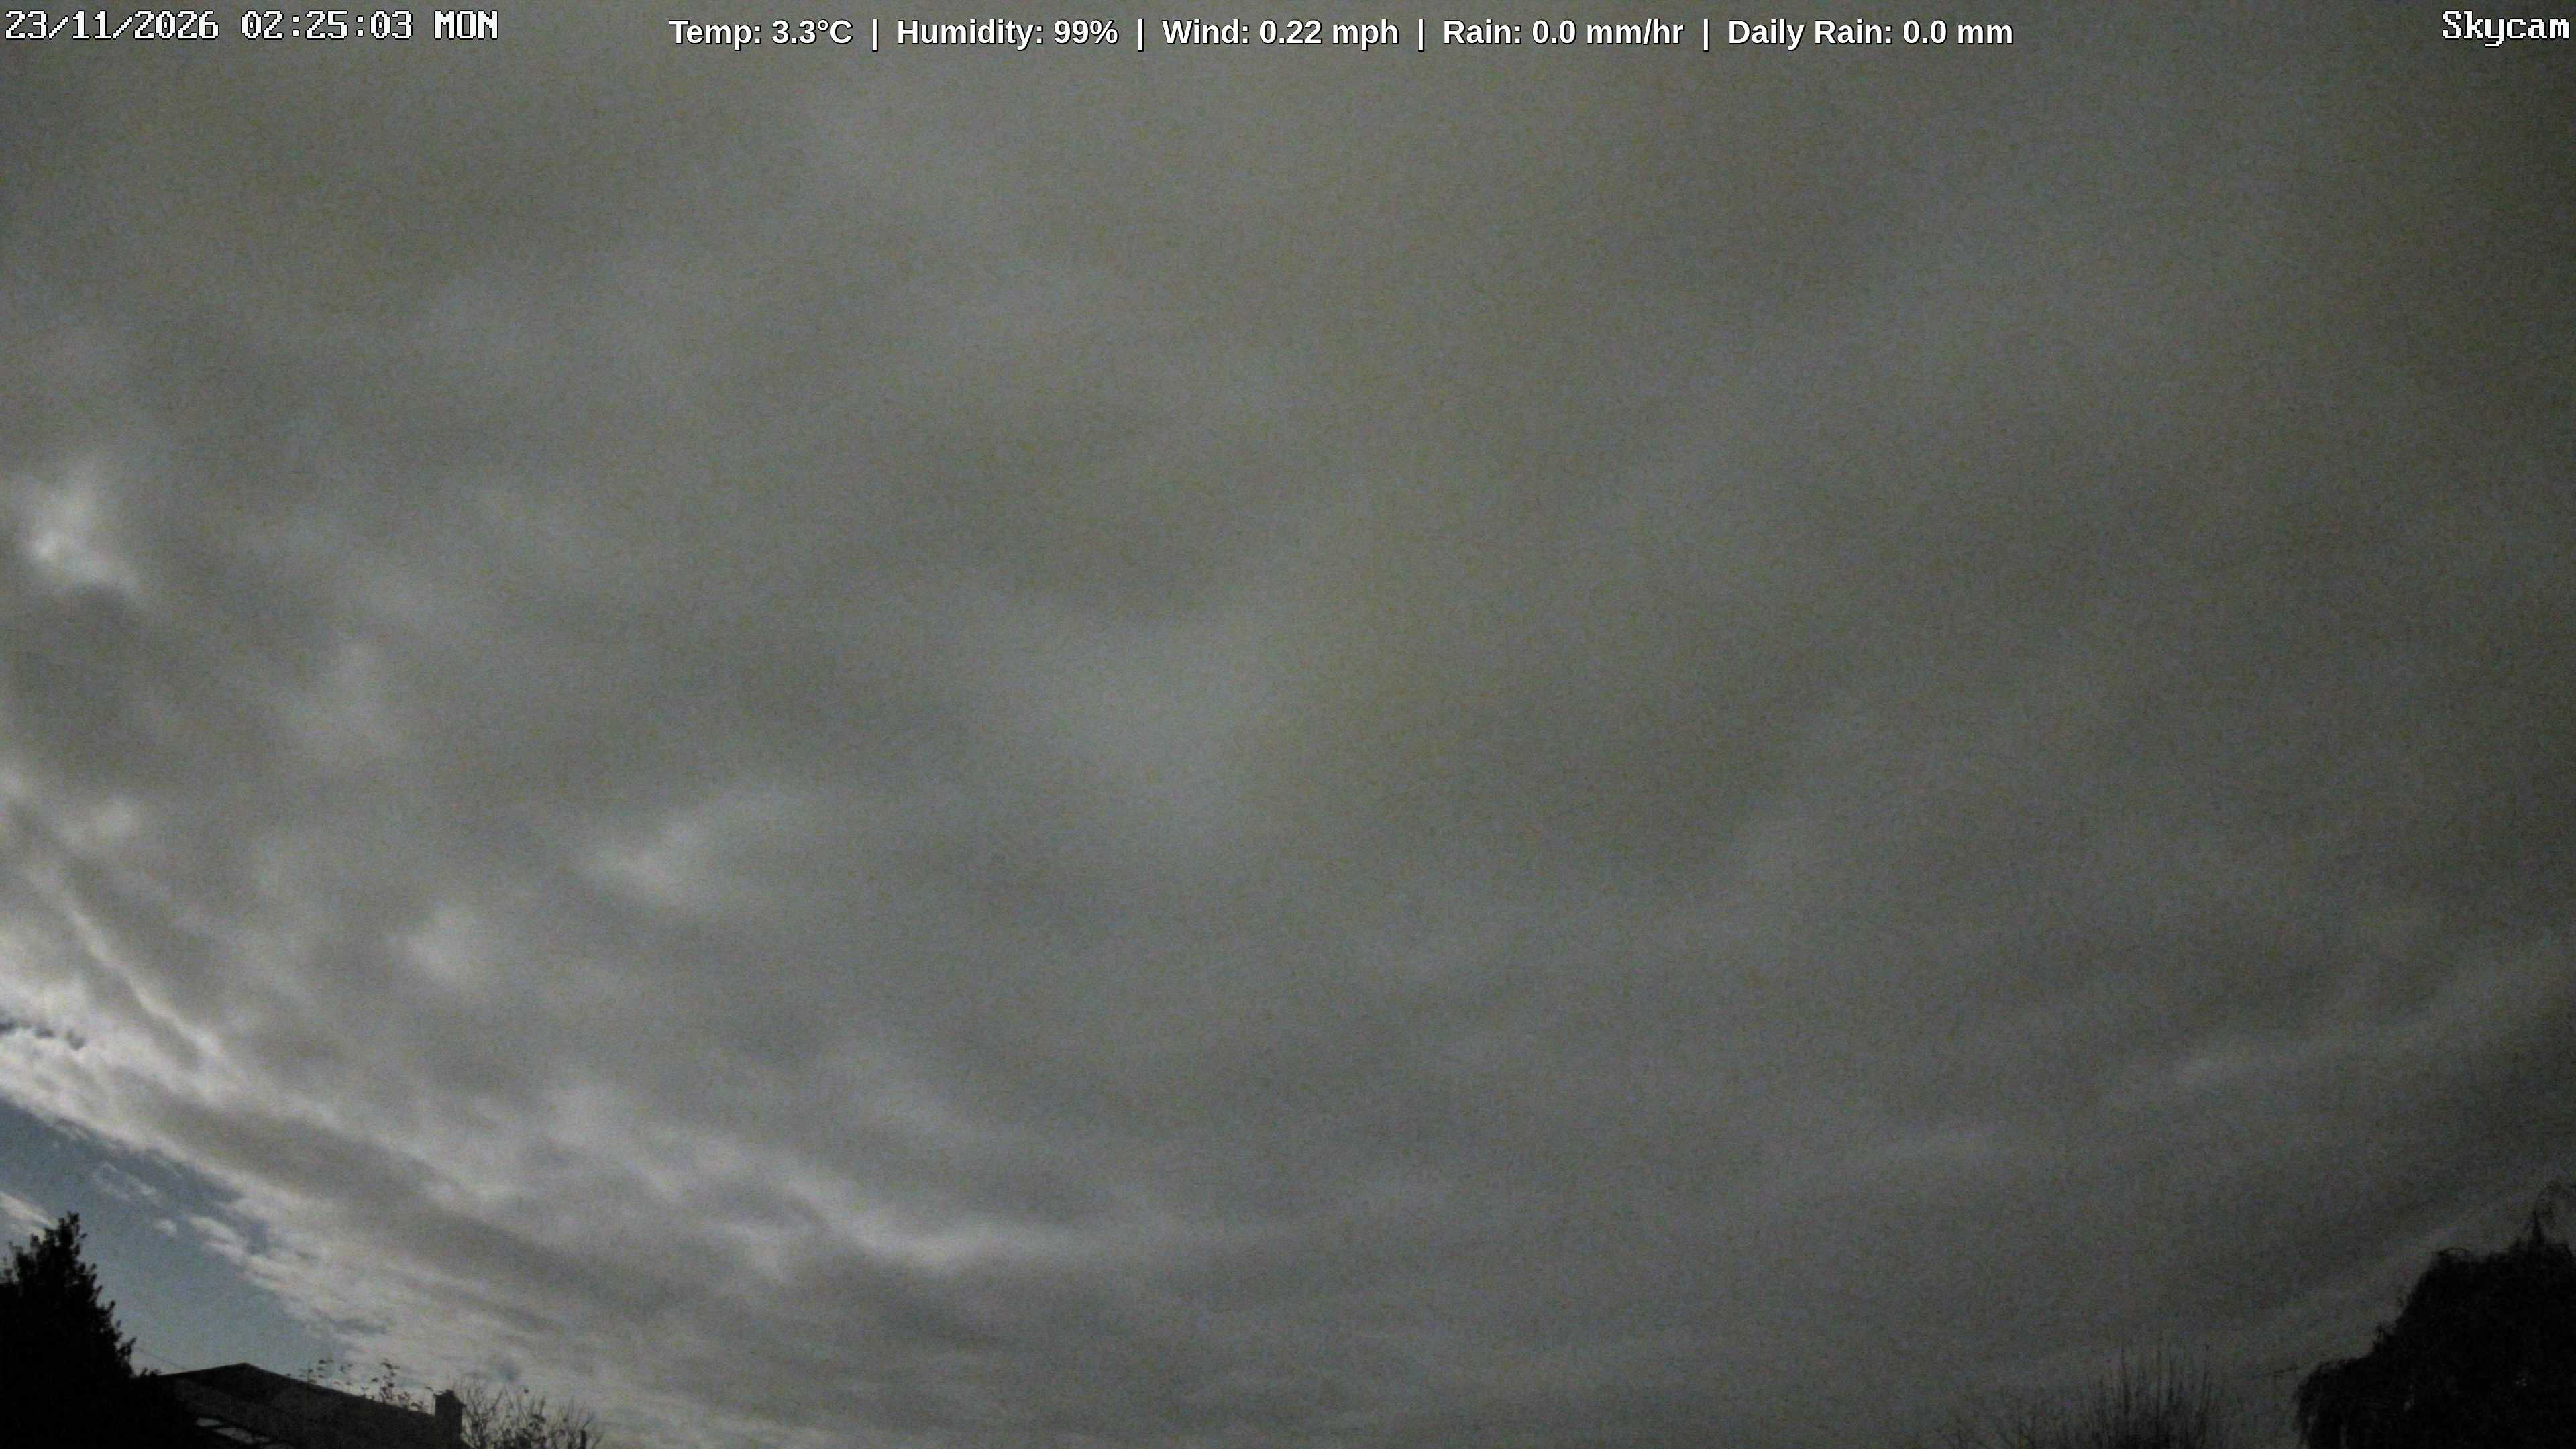 23/11/2026 02:25:03 MON
Temp: 3.3°C | Humidity: 99% | Wind: 0.22 mph | Rain: 0.0 mm/hr | Daily Rain: 0.0 mm
Skycam